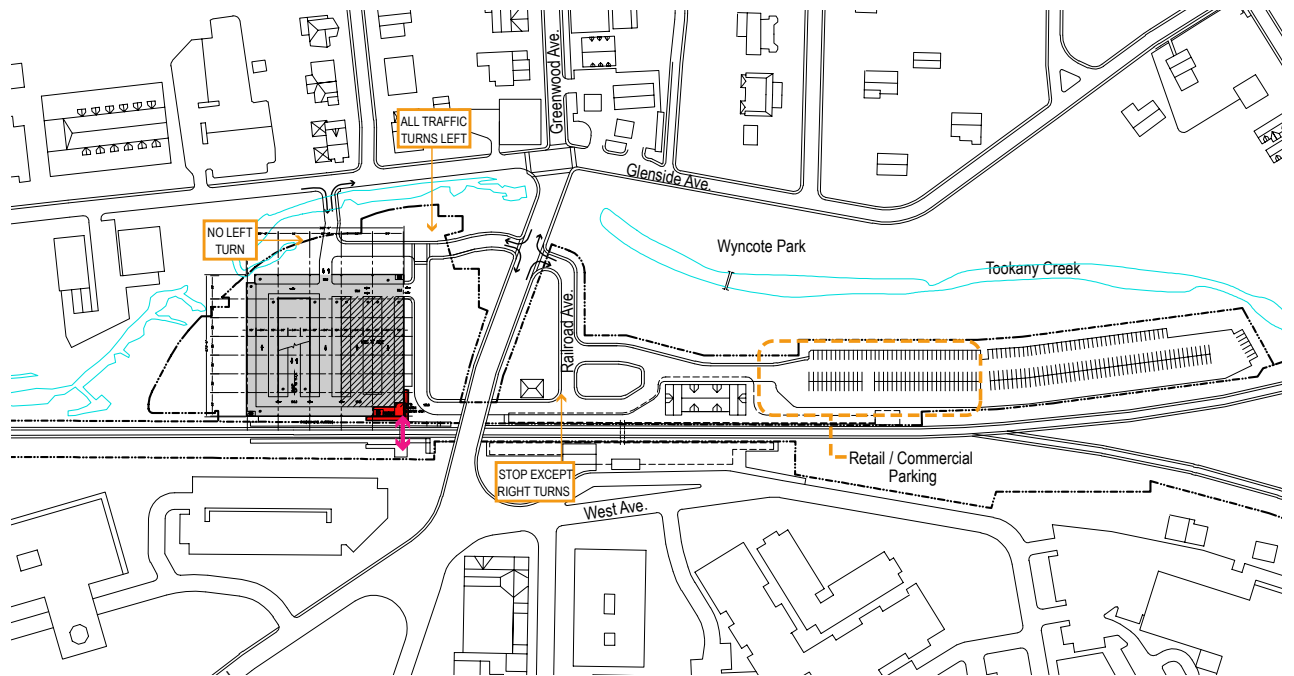 Greenwood Ave.
ALL TRAFFIC
TURNS LEFT
Glenside Ave.
NO LEFT
TURN
Wyncote Park
Tookany Creek
Railroad Ave.
STOP EXCEPT
RIGHT TURNS
Retail / Commercial
Parking
West Ave.